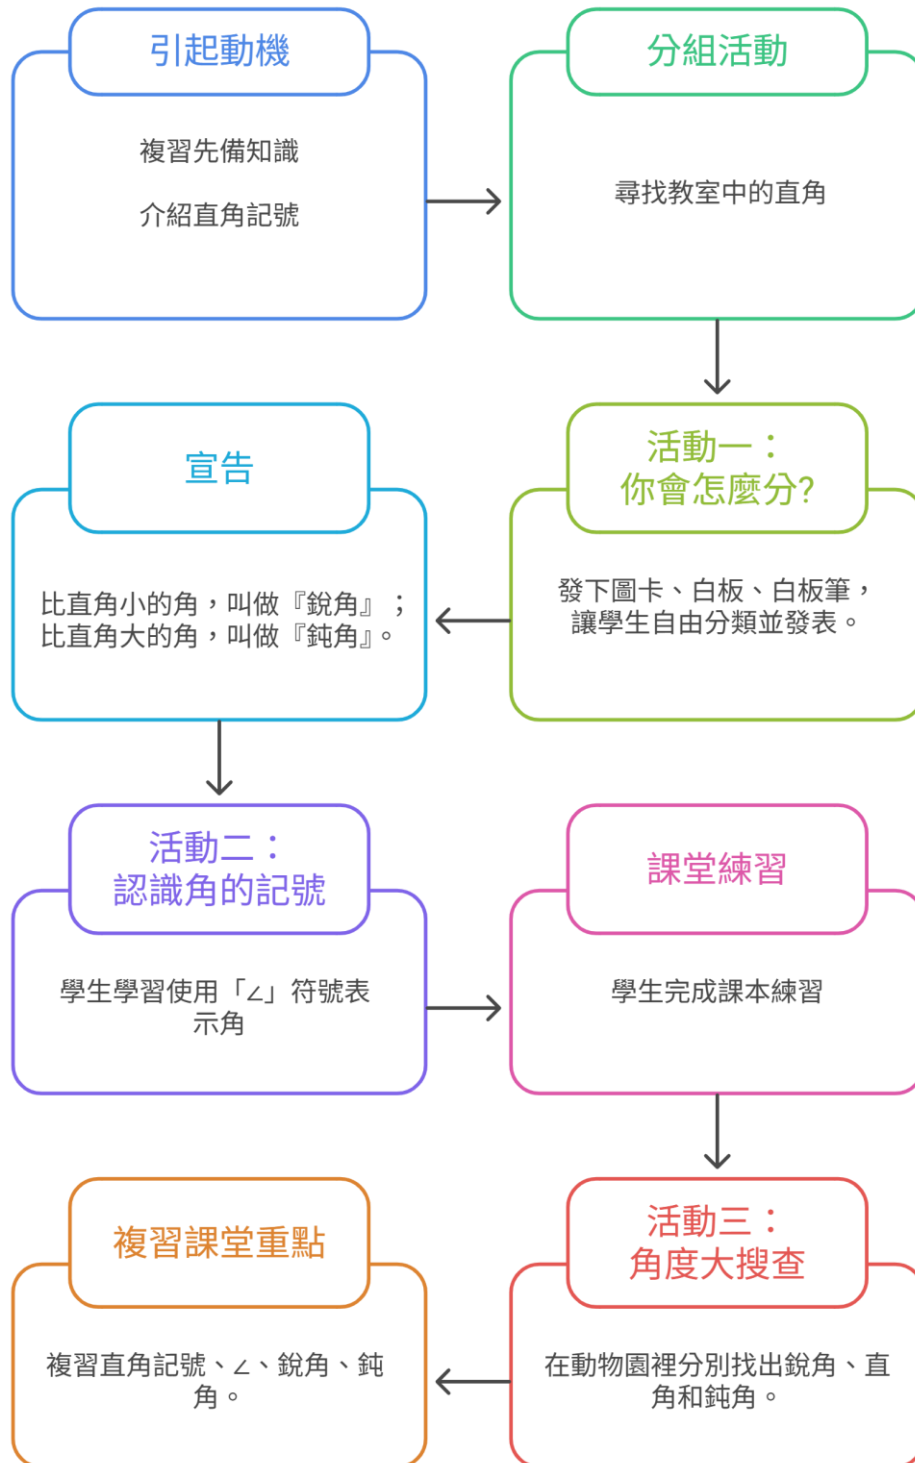 引起動機
複習先備知識
介紹直角記號
分組活動
尋找教室中的直角
活動一：
你會怎麼分?
發下圖卡、白板、白板筆，
讓學生自由分類並發表。
宣告
比直角小的角，叫做『銳角』；
比直角大的角，叫做『鈍角』。
活動二：
認識角的記號
學生學習使用「∠」符號表
示角
課堂練習
學生完成課本練習
活動三：
角度大搜查
在動物園裡分別找出銳角、直
角和鈍角。
複習課堂重點
複習直角記號、∠、銳角、鈍
角。